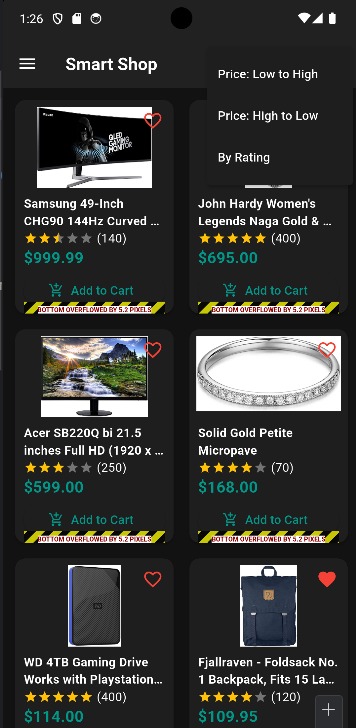 1:26
Smart Shop
Price: Low to High
Price: High to Low
By Rating
QLED
GAMING
MONITOR
Samsung 49-Inch
CHG90 144Hz Curved ...
(140)
$999.99
Add to Cart
BOTTOM OVERFLOWED BY 5.2 PIXELS
John Hardy Women's
Legends Naga Gold & ...
(400)
$695.00
Add to Cart
BOTTOM OVERFLOWED BY 5.2 PIXELS
Acer SB220Q bi 21.5
inches Full HD (1920 x ...
(250)
$599.00
Add to Cart
BOTTOM OVERFLOWED BY 5.2 PIXELS
Solid Gold Petite
Micropave
(70)
$168.00
Add to Cart
BOTTOM OVERFLOWED BY 5.2 PIXELS
WD 4TB Gaming Drive
Works with Playstation...
(400)
$114.00
Fjallraven - Foldsack No.
1 Backpack, Fits 15 La...
(120)
$109.95